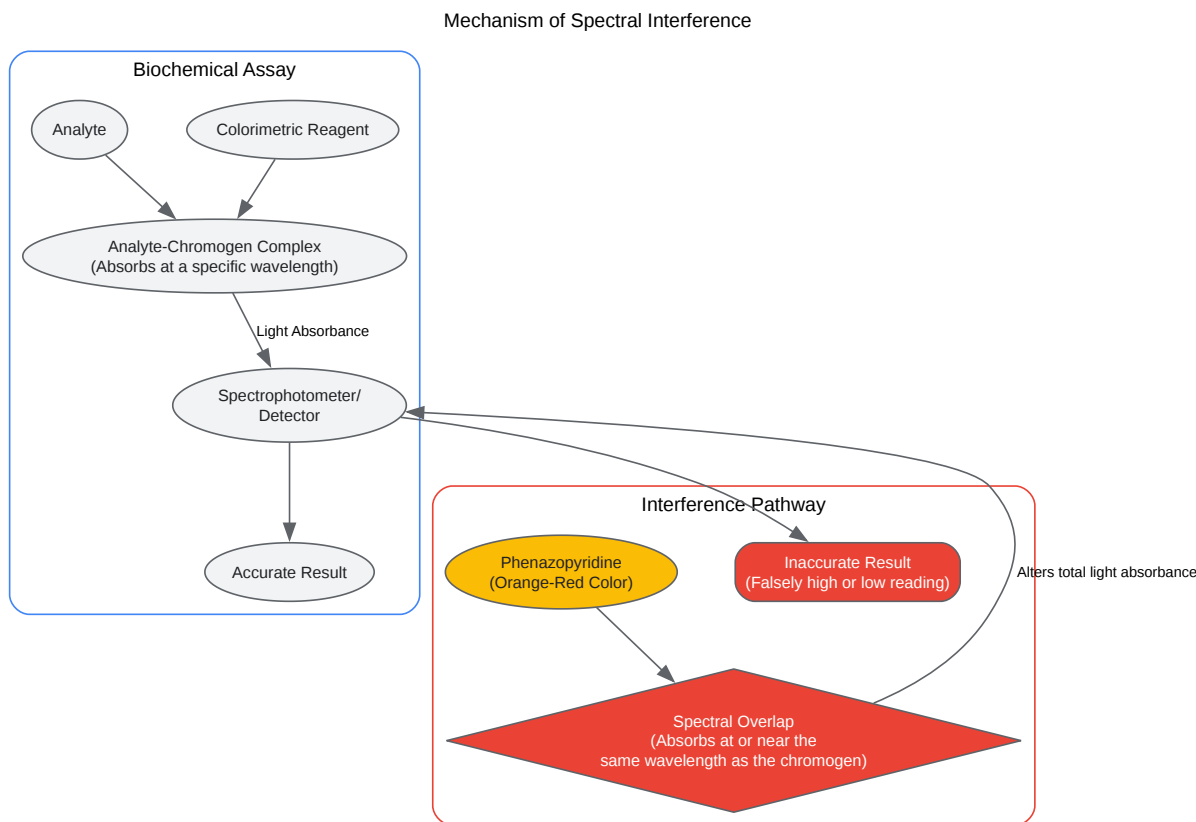 Mechanism of Spectral Interference
Biochemical Assay
Analyte
Colorimetric Reagent
Analyte-Chromogen Complex
(Absorbs at a specific wavelength)
Light Absorbance
Spectrophotometer/
Detector
Accurate Result
Interference Pathway
Phenazopyridine
(Orange-Red Color)
Inaccurate Result
(Falsely high or low reading)
Alters total light absorbance
Spectral Overlap
(Absorbs at or near the
same wavelength as the chromogen)